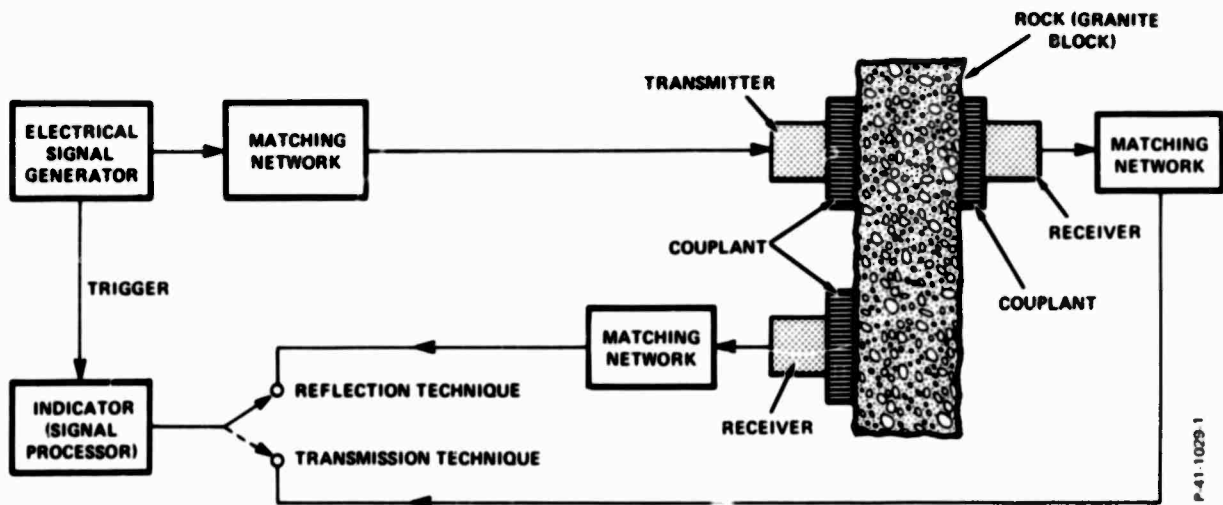 ROCK (GRANITE
BLOCK)
TRANSMITTER
ELECTRICAL
SIGNAL
GENERATOR
MATCHING
NETWORK
MATCHING
NETWORK
RECEIVER
COUPLANT
COUPLANT
TRIGGER
MATCHING
NETWORK
REFLECTION TECHNIQUE
RECEIVER
INDICATOR
(SIGNAL
PROCESSOR)
TRANSMISSION TECHNIQUE
P-41-1029-1